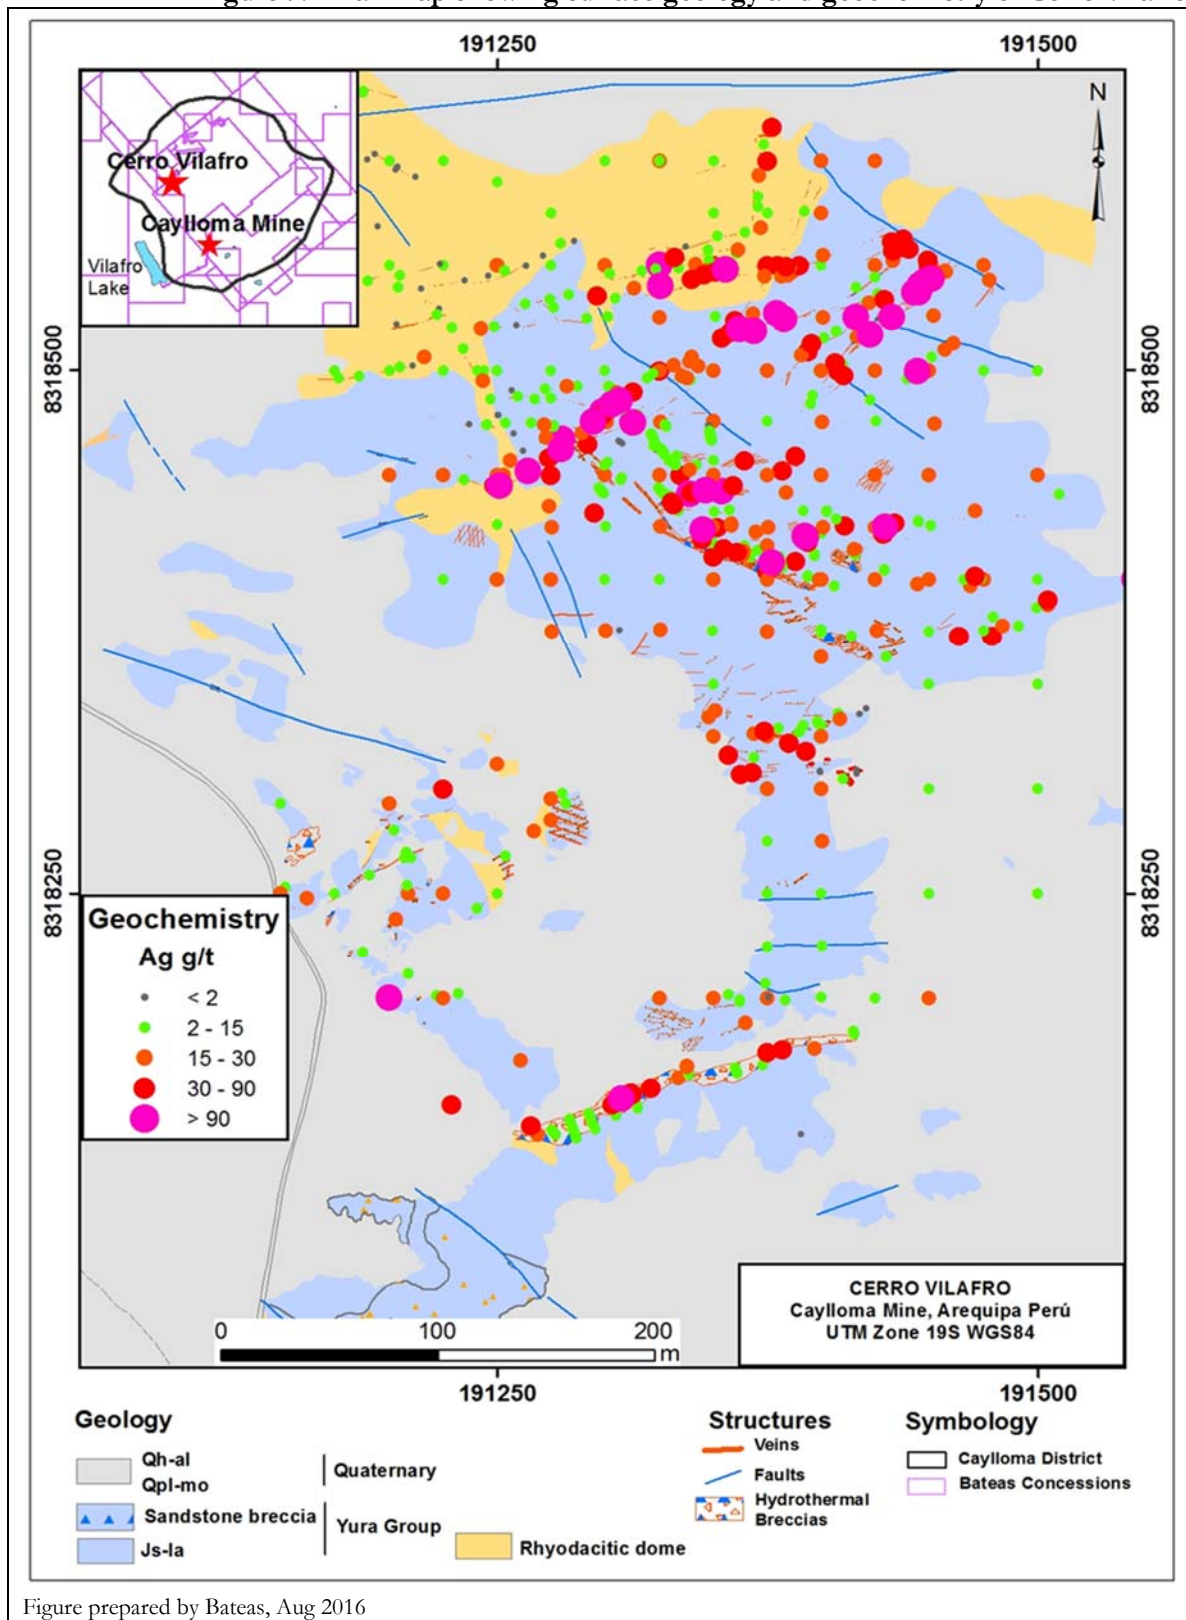 191250
191500
N
Cerro Vilafro
Caylloma Mine
Vilafro
Lake
8318500
8318500
8318250
8318250
Geochemistry
Ag g/t
< 2
2 - 15
15 - 30
30 - 90
> 90
CERRO VILAFRO
Caylloma Mine, Arequipa Perú
UTM Zone 19S WGS84
0 100 200
m
191250
191500
Geology
Qh-al
Qpl-mo
Quaternary
Sandstone breccia
Yura Group
Js-la
Rhyodacitic dome
Structures
Veins
Faults
Hydrothermal
Breccias
Symbology
Caylloma District
Bateas Concessions
Figure prepared by Bateas, Aug 2016